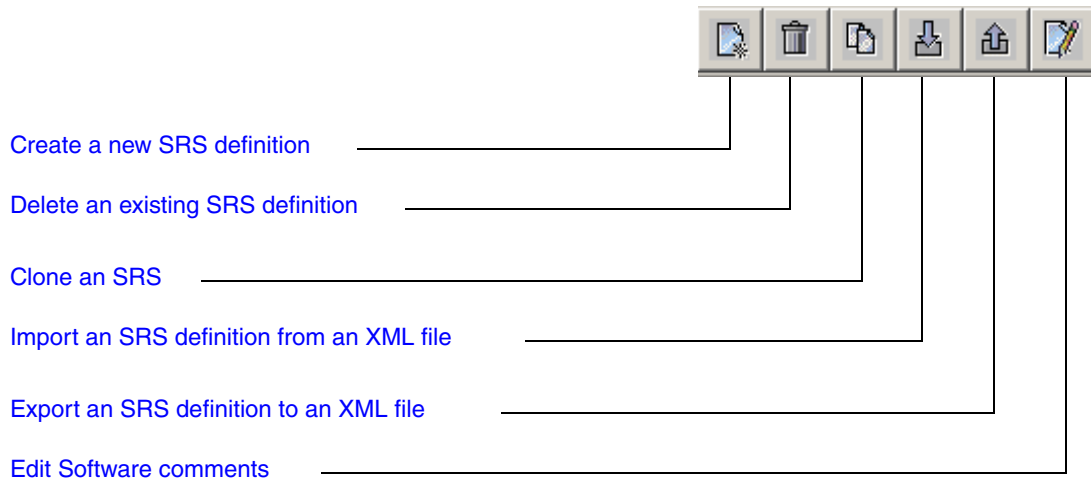 Create a new SRS definition
Delete an existing SRS definition
Clone an SRS
Import an SRS definition from an XML file
Export an SRS definition to an XML file
Edit Software comments